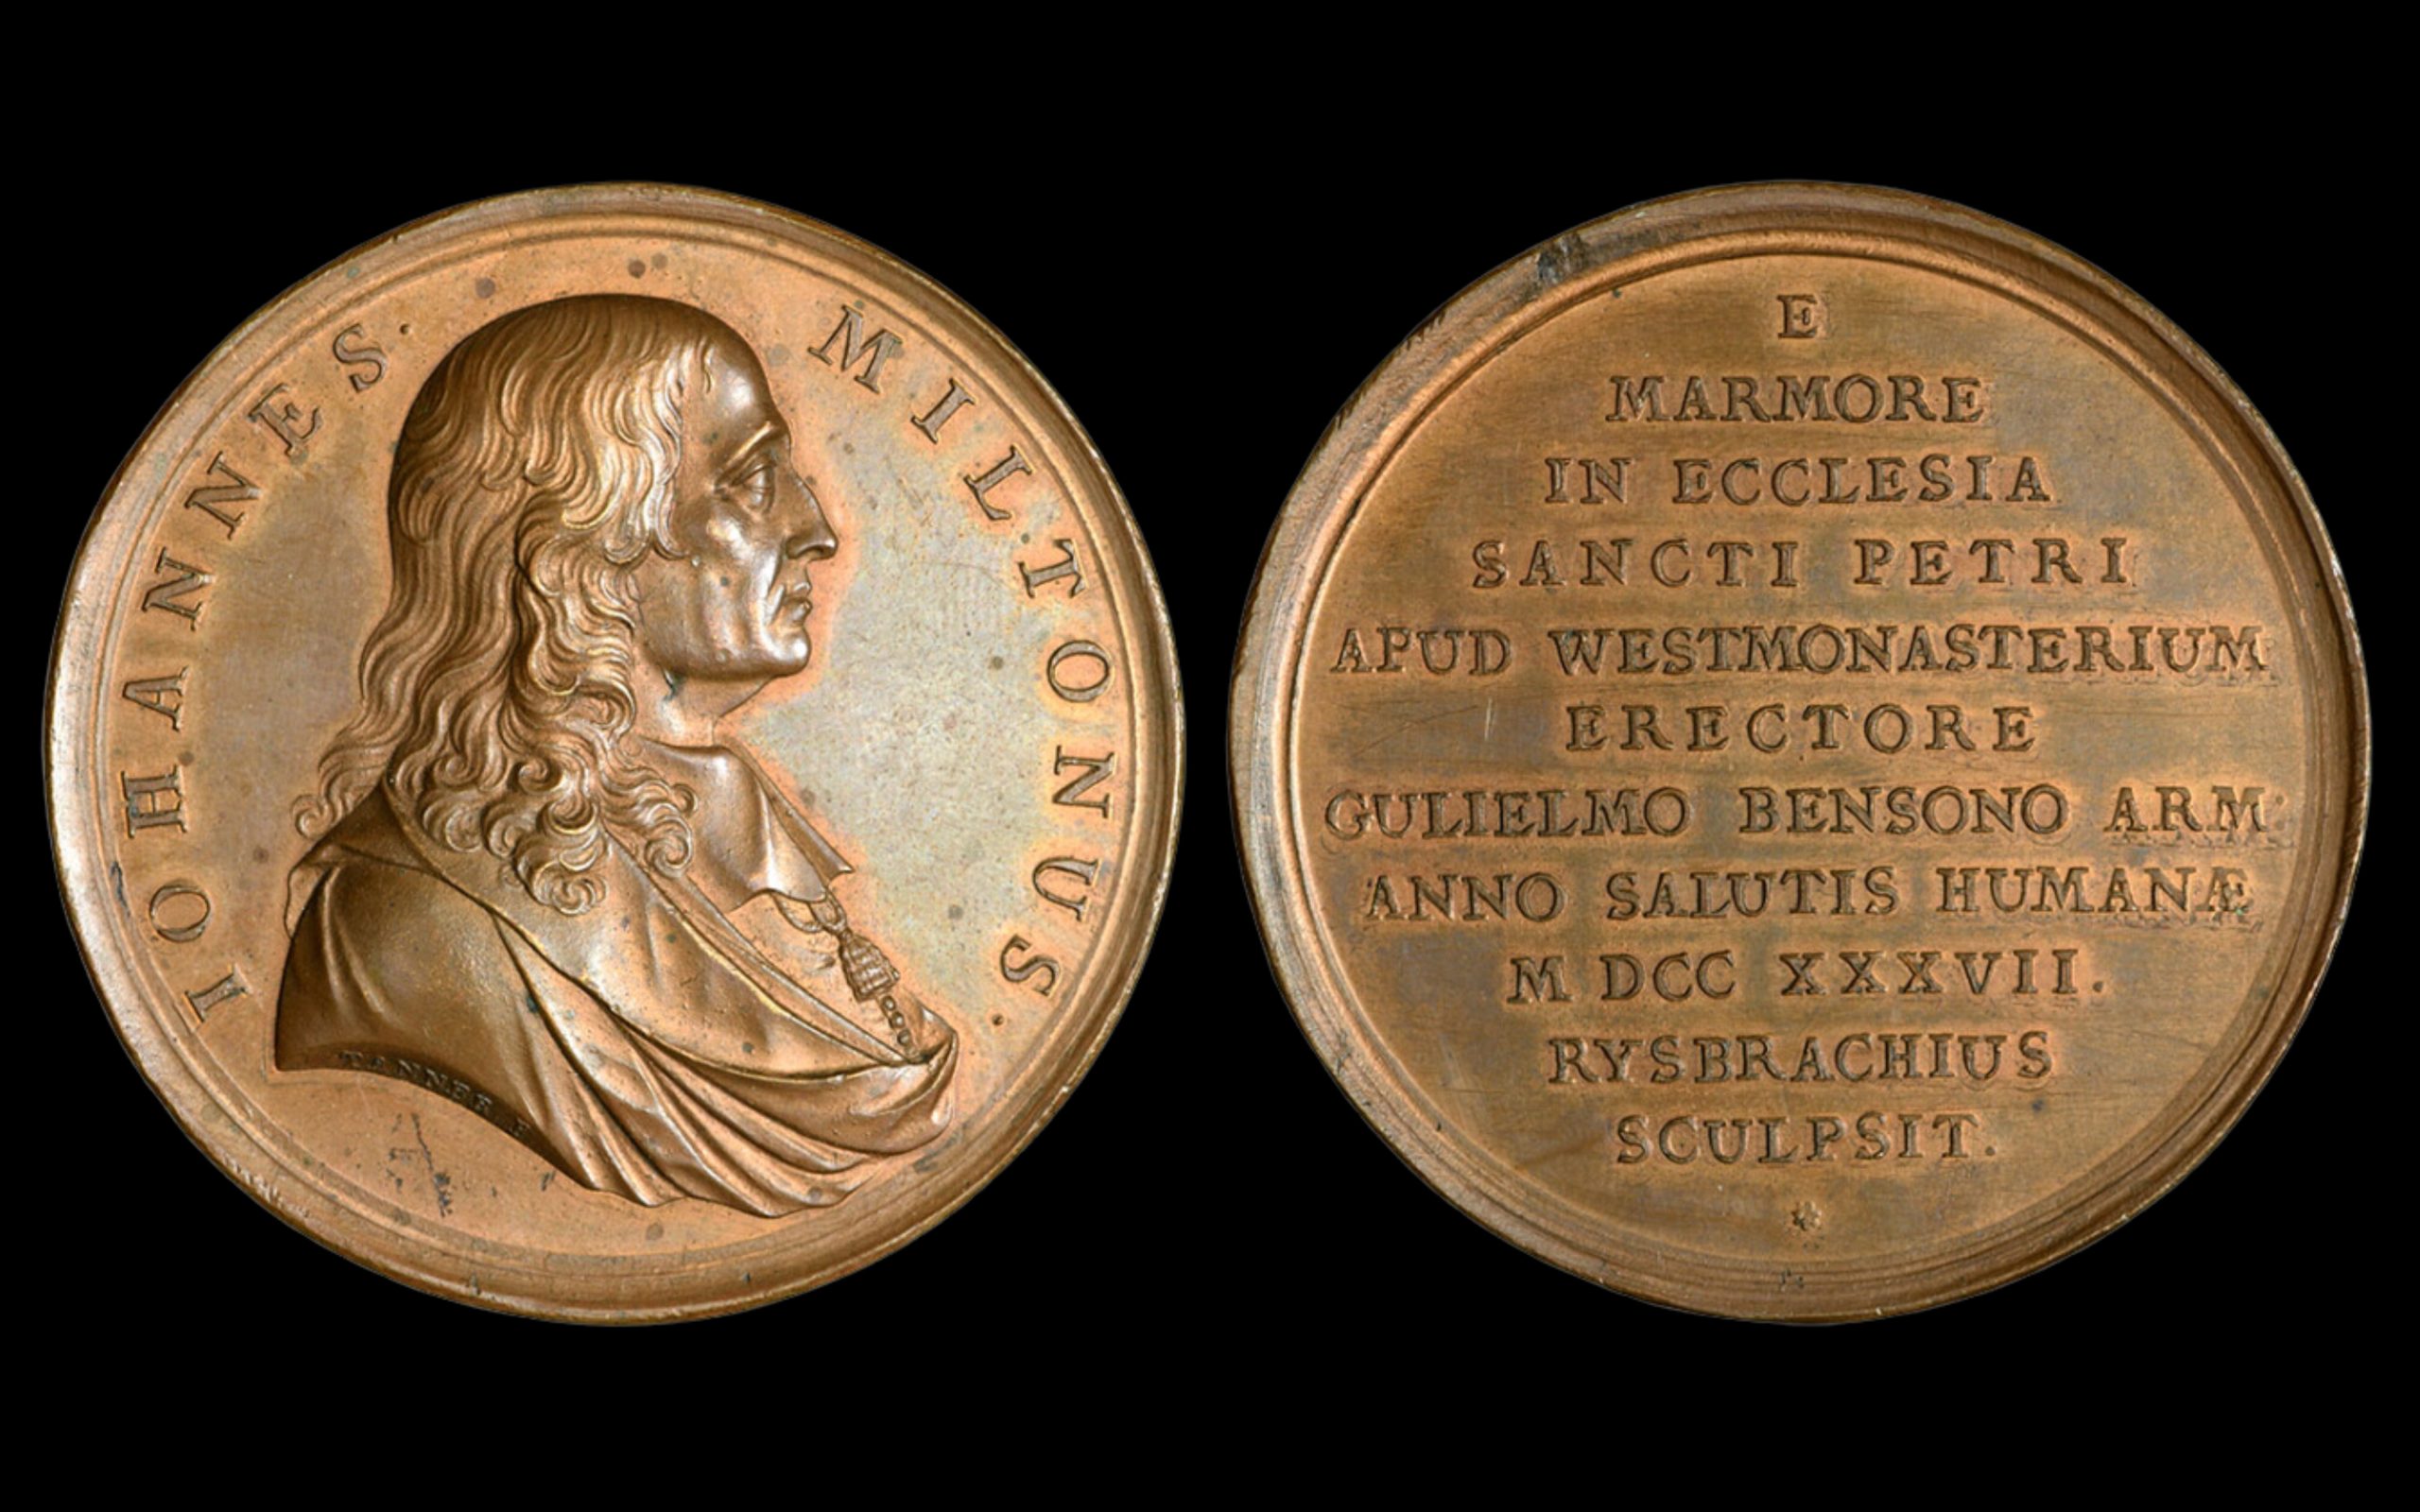 IOHANNES· MILTONUS·
TANNER F
E
MARMORE
IN ECCLESIA
SANCTI PETRI
APUD WESTMONASTERIUM
ERECTORE
GULIELMO BENSONO ARM:
ANNO SALUTIS HUMANÆ
M DCC XXXVII.
RYSBRACHIUS
SCULPSIT.